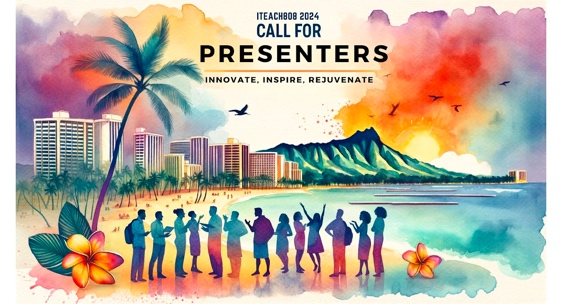 ITEACH808 2024
CALL FOR
PRESENTERS
INNOVATE, INSPIRE, REJUVENATE